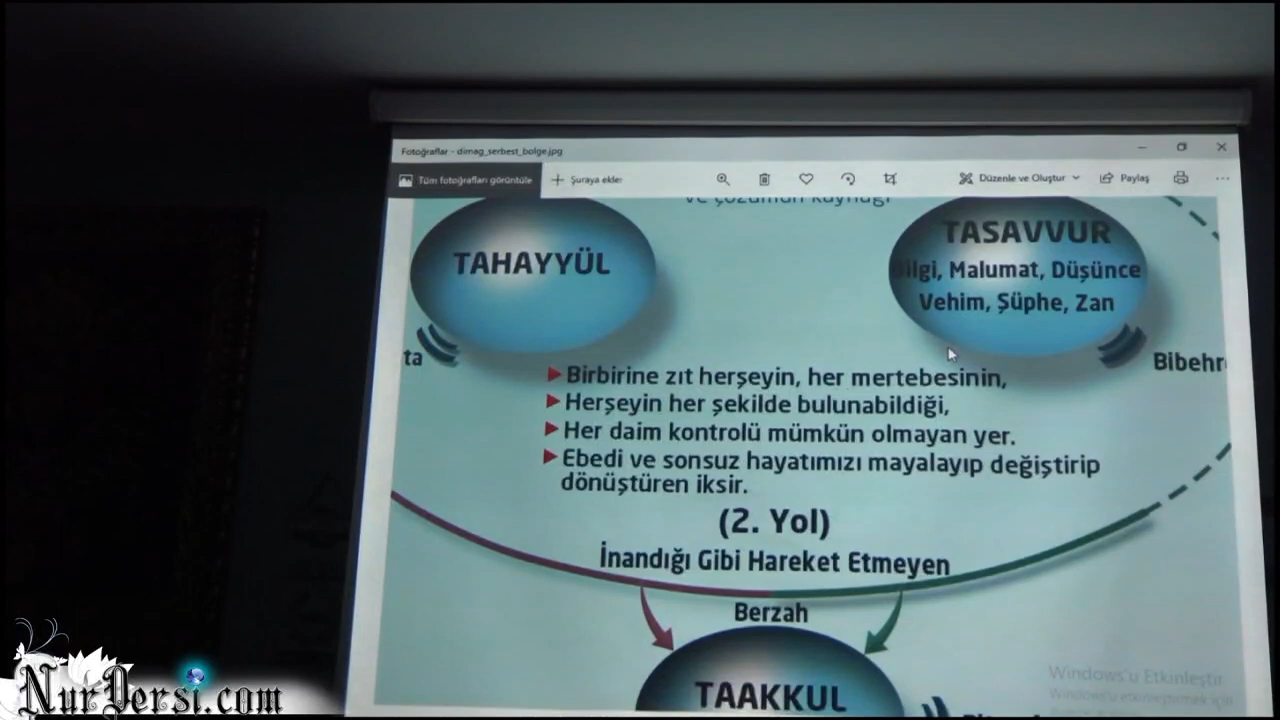 Fotoğraflar - dimag_serbest_bolge.jpg
Tüm fotoğrafları görüntüle
Şuraya ekle:
Düzenle ve Oluştur
Paylaş
ve çözümün kaynağı
TAHAYYÜL
TASAVVUR
Bilgi, Malumat, Düşünce
Vehim, Şüphe, Zan
ta
Bibehr
Birbirine zıt herşeyin, her mertebesinin,
Herşeyin her şekilde bulunabildiği,
Her daim kontrolü mümkün olmayan yer.
Ebedi ve sonsuz hayatımızı mayalayıp değiştirip
dönüştüren iksir.
(2. Yol)
İnandığı Gibi Hareket Etmeyen
Berzah
TAAKKUL
Windows'u Etkinleştir
NurDersi.com